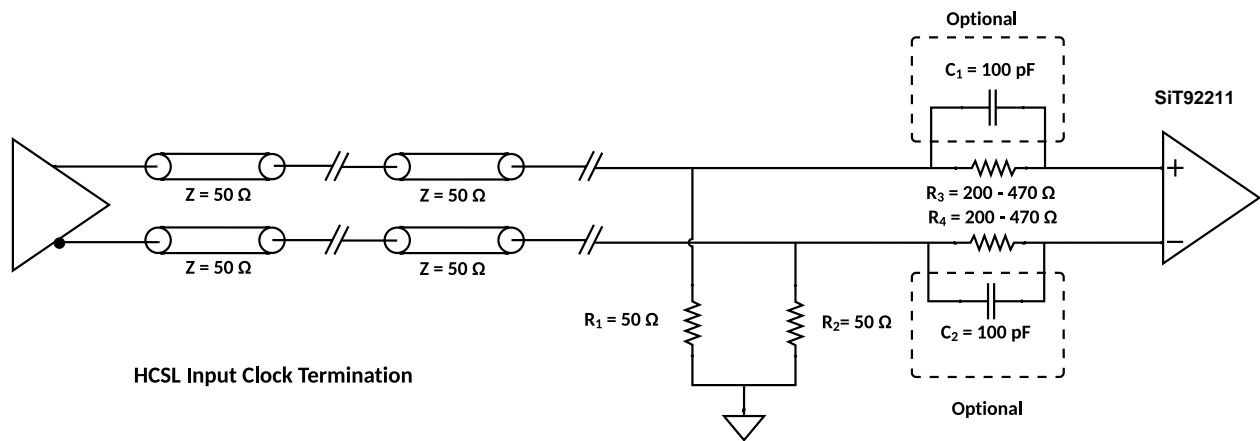 Optional
C₁ = 100 pF
SiT92211
+
Z = 50 Ω
Z = 50 Ω
R₃ = 200 - 470 Ω
R₄ = 200 - 470 Ω
−
Z = 50 Ω
Z = 50 Ω
R₁ = 50 Ω
R₂= 50 Ω
C₂ = 100 pF
HCSL Input Clock Termination
Optional